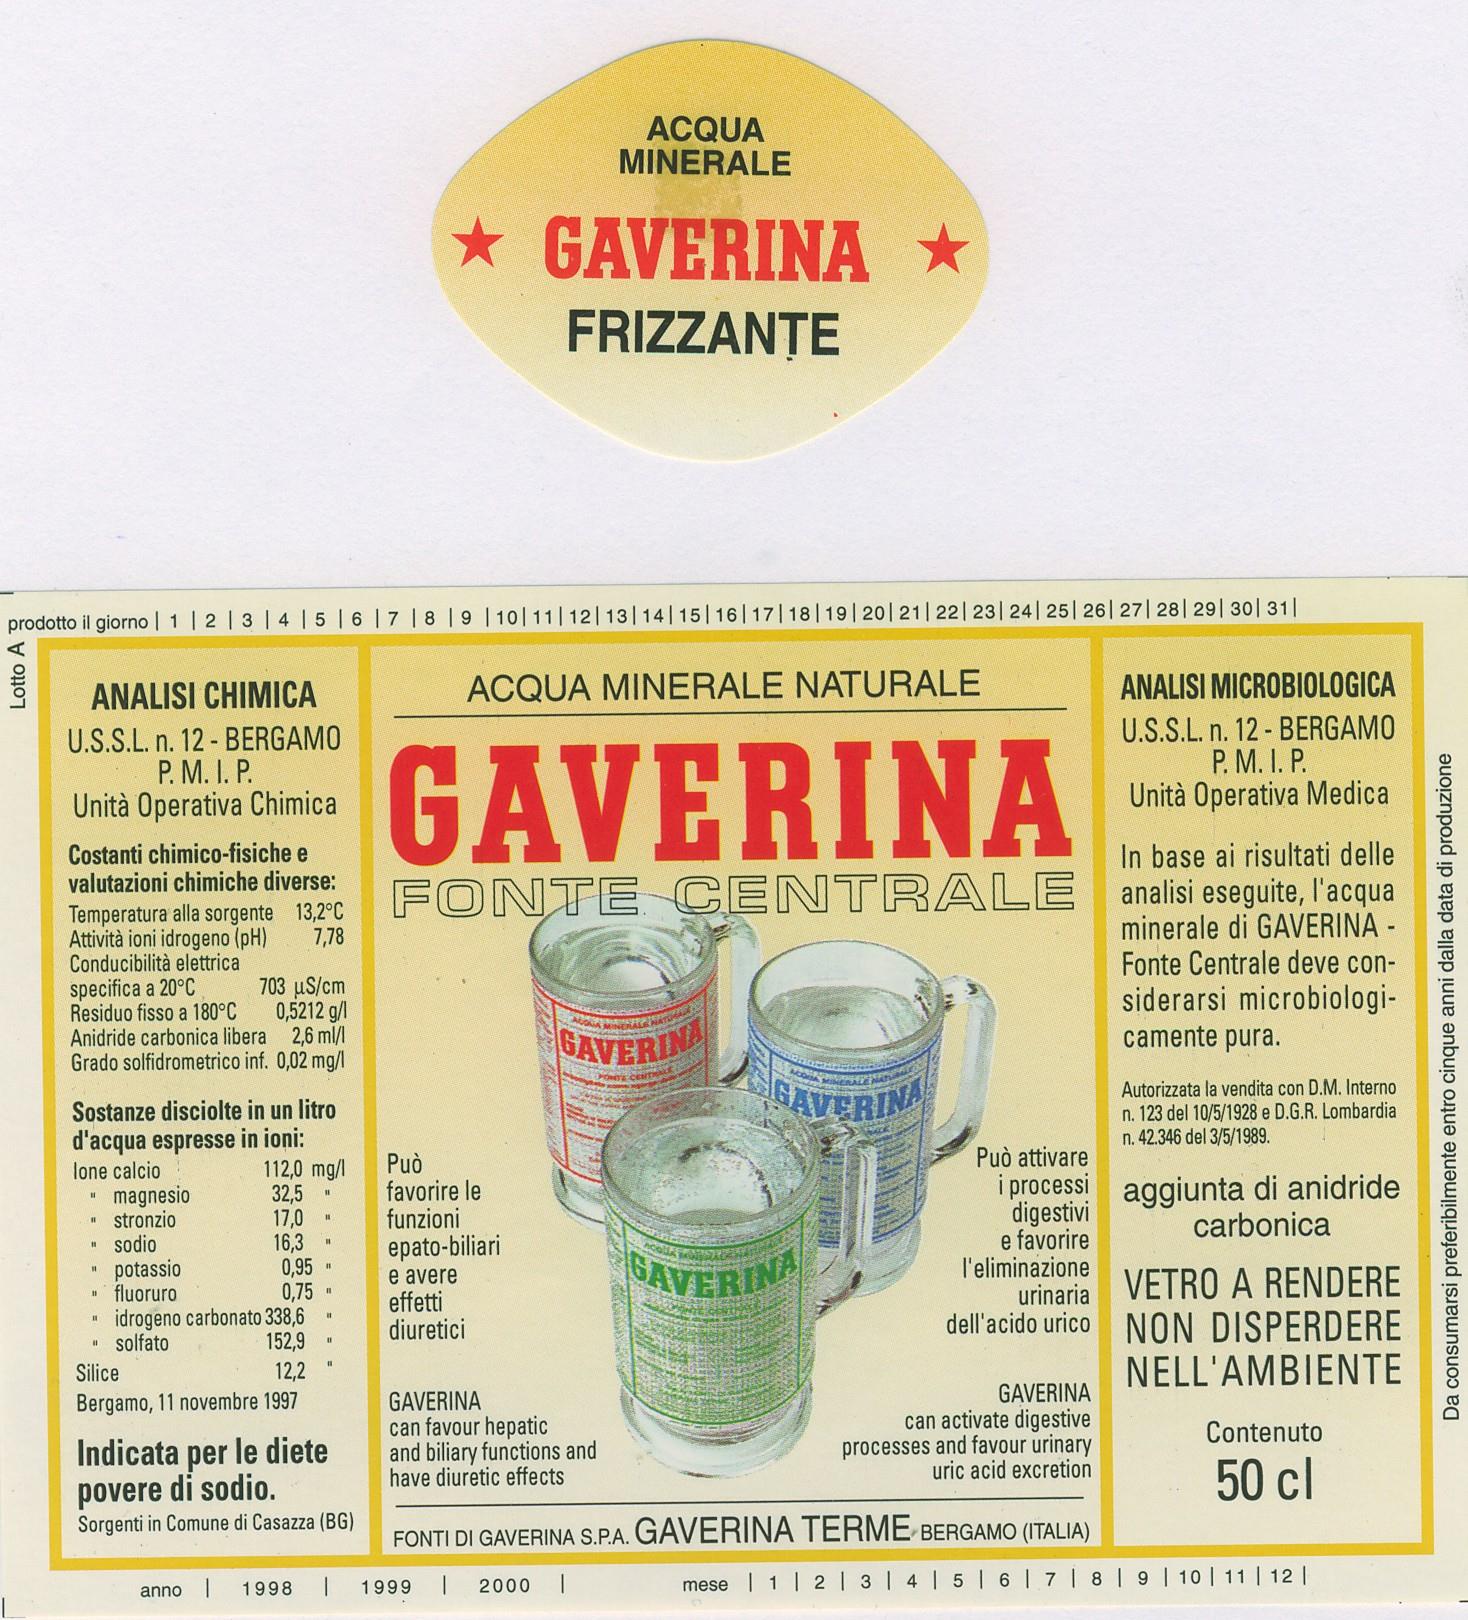 ACQUA
MINERALE
GAVERINA
FRIZZANTE
prodotto il giorno | 1 | 2 | 3 | 4 | 5 | 6 | 7 | 8 | 9 | 10 | 11 | 12 | 13 | 14 | 15 | 16 | 17 | 18 | 19 | 20 | 21 | 22 | 23 | 24 | 25 | 26 | 27 | 28 | 29 | 30 | 31 |
Lotto A
ANALISI CHIMICA
U.S.S.L. n. 12 - BERGAMO
P. M. I. P.
Unità Operativa Chimica
Costanti chimico-fisiche e
valutazioni chimiche diverse:
Temperatura alla sorgente 13,2°C
Attività ioni idrogeno (pH) 7,78
Conducibilità elettrica
specifica a 20°C 703 µS/cm
Residuo fisso a 180°C 0,5212 g/l
Anidride carbonica libera 2,6 ml/l
Grado solfidrometrico inf. 0,02 mg/l
Sostanze disciolte in un litro
d'acqua espresse in ioni:
Ione calcio 112,0 mg/l
" magnesio 32,5 "
" stronzio 17,0 "
" sodio 16,3 "
" potassio 0,95 "
" fluoruro 0,75 "
" idrogeno carbonato 338,6 "
" solfato 152,9 "
Silice 12,2 "
Bergamo, 11 novembre 1997
Indicata per le diete
povere di sodio.
Sorgenti in Comune di Casazza (BG)
ACQUA MINERALE NATURALE
GAVERINA
FONTE CENTRALE
ACQUA MINERALE NATURALE
GAVERINA
FONTE CENTRALE
ACQUA MINERALE NATURALE
GAVERINA
ACQUA MINERALE NATURALE
GAVERINA
FONTE CENTRALE
Può
favorire le
funzioni
epato-biliari
e avere
effetti
diuretici
GAVERINA
can favour hepatic
and biliary functions and
have diuretic effects
Può attivare
i processi
digestivi
e favorire
l'eliminazione
urinaria
dell'acido urico
GAVERINA
can activate digestive
processes and favour urinary
uric acid excretion
FONTI DI GAVERINA S.P.A. GAVERINA TERME BERGAMO (ITALIA)
ANALISI MICROBIOLOGICA
U.S.S.L. n. 12 - BERGAMO
P. M. I. P.
Unità Operativa Medica
In base ai risultati delle
analisi eseguite, l'acqua
minerale di GAVERINA -
Fonte Centrale deve con-
siderarsi microbiologi-
camente pura.
Autorizzata la vendita con D.M. Interno
n. 123 del 10/5/1928 e D.G.R. Lombardia
n. 42.346 del 3/5/1989.
aggiunta di anidride
carbonica
VETRO A RENDERE
NON DISPERDERE
NELL'AMBIENTE
Contenuto
50 cl
Da consumarsi preferibilmente entro cinque anni dalla data di produzione
anno | 1998 | 1999 | 2000 |
mese | 1 | 2 | 3 | 4 | 5 | 6 | 7 | 8 | 9 | 10 | 11 | 12 |